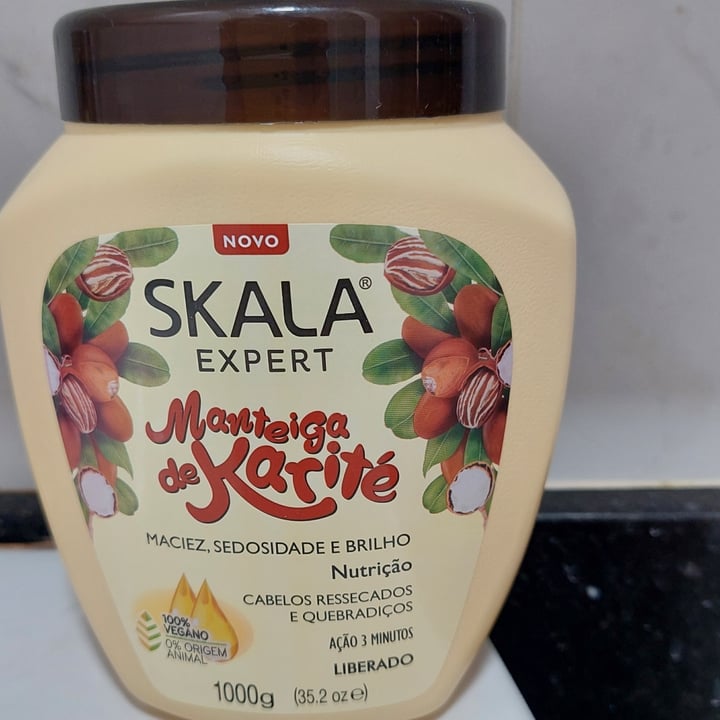 NOVO
SKALA®
EXPERT
Manteiga
de Karité
MACIEZ, SEDOSIDADE E BRILHO
Nutrição
CABELOS RESSECADOS
E QUEBRADIÇOS
AÇÃO 3 MINUTOS
LIBERADO
100%
VEGANO
0% ORIGEM
ANIMAL
1000g (35.2 oz ℮)